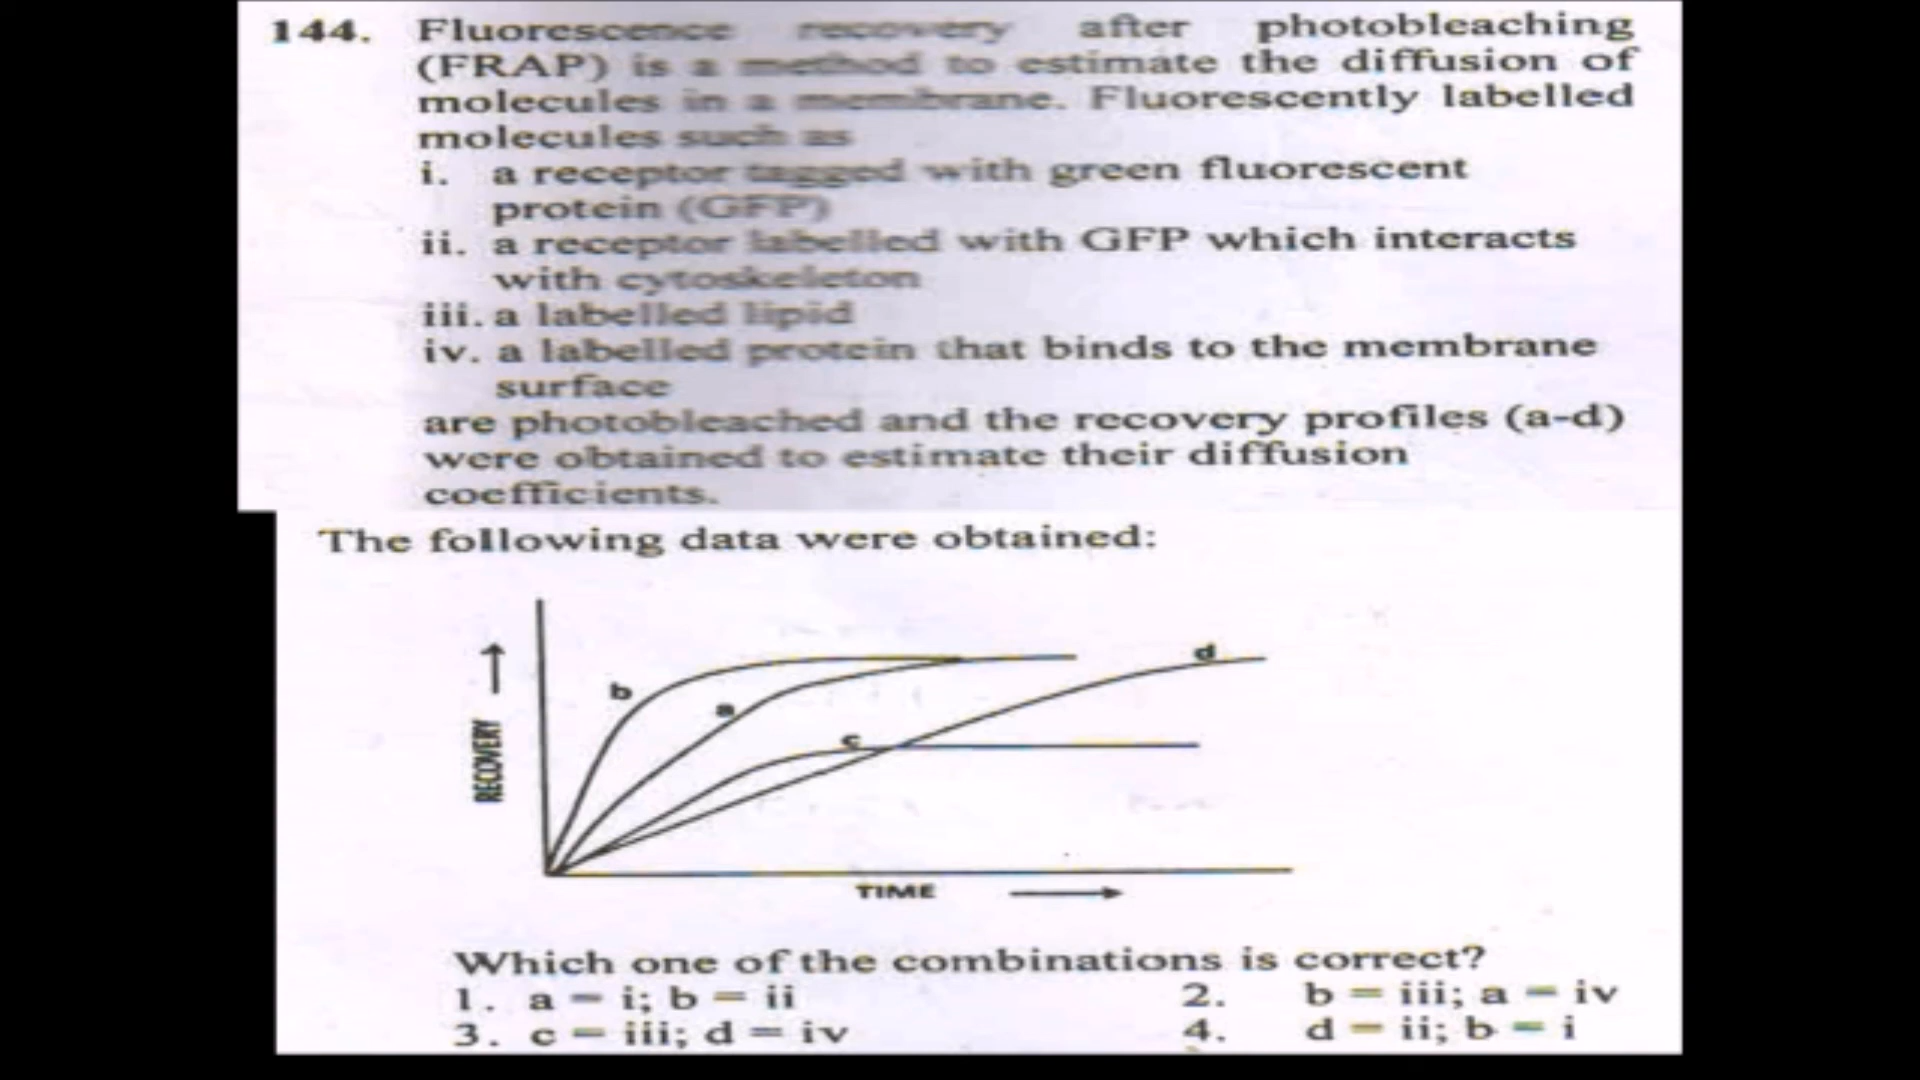 144. Fluorescence recovery after photobleaching
(FRAP) is a method to estimate the diffusion of
molecules in a membrane. Fluorescently labelled
molecules such as
i. a receptor tagged with green fluorescent
protein (GFP)
ii. a receptor labelled with GFP which interacts
with cytoskeleton
iii. a labelled lipid
iv. a labelled protein that binds to the membrane
surface
are photobleached and the recovery profiles (a-d)
were obtained to estimate their diffusion
coefficients.
The following data were obtained:
b
a
c
d
RECOVERY
TIME
Which one of the combinations is correct?
1. a = i; b = ii
2. b = iii; a = iv
3. c = iii; d = iv
4. d = ii; b = i